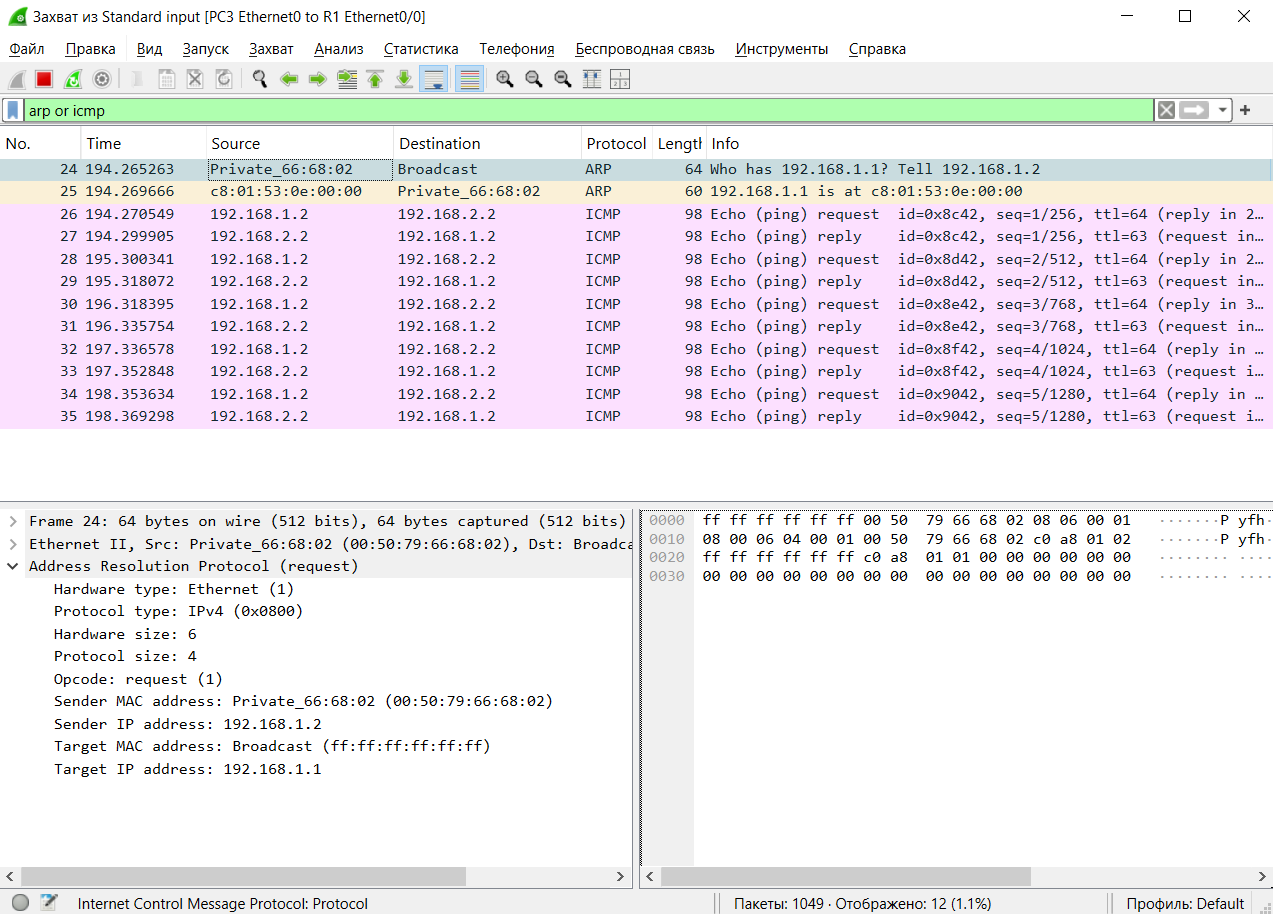 Захват из Standard input [PC3 Ethernet0 to R1 Ethernet0/0]
Файл Правка Вид Запуск Захват Анализ Статистика Телефония Беспроводная связь Инструменты Справка
arp or icmp
No. Time Source Destination Protocol Length Info
24 194.265263 Private_66:68:02 Broadcast ARP 64 Who has 192.168.1.1? Tell 192.168.1.2
25 194.269666 c8:01:53:0e:00:00 Private_66:68:02 ARP 60 192.168.1.1 is at c8:01:53:0e:00:00
26 194.270549 192.168.1.2 192.168.2.2 ICMP 98 Echo (ping) request id=0x8c42, seq=1/256, ttl=64 (reply in 2…
27 194.299905 192.168.2.2 192.168.1.2 ICMP 98 Echo (ping) reply id=0x8c42, seq=1/256, ttl=63 (request in…
28 195.300341 192.168.1.2 192.168.2.2 ICMP 98 Echo (ping) request id=0x8d42, seq=2/512, ttl=64 (reply in 2…
29 195.318072 192.168.2.2 192.168.1.2 ICMP 98 Echo (ping) reply id=0x8d42, seq=2/512, ttl=63 (request in…
30 196.318395 192.168.1.2 192.168.2.2 ICMP 98 Echo (ping) request id=0x8e42, seq=3/768, ttl=64 (reply in 3…
31 196.335754 192.168.2.2 192.168.1.2 ICMP 98 Echo (ping) reply id=0x8e42, seq=3/768, ttl=63 (request in…
32 197.336578 192.168.1.2 192.168.2.2 ICMP 98 Echo (ping) request id=0x8f42, seq=4/1024, ttl=64 (reply in …
33 197.352848 192.168.2.2 192.168.1.2 ICMP 98 Echo (ping) reply id=0x8f42, seq=4/1024, ttl=63 (request i…
34 198.353634 192.168.1.2 192.168.2.2 ICMP 98 Echo (ping) request id=0x9042, seq=5/1280, ttl=64 (reply in …
35 198.369298 192.168.2.2 192.168.1.2 ICMP 98 Echo (ping) reply id=0x9042, seq=5/1280, ttl=63 (request i…
Frame 24: 64 bytes on wire (512 bits), 64 bytes captured (512 bits)
Ethernet II, Src: Private_66:68:02 (00:50:79:66:68:02), Dst: Broadca
Address Resolution Protocol (request)
Hardware type: Ethernet (1)
Protocol type: IPv4 (0x0800)
Hardware size: 6
Protocol size: 4
Opcode: request (1)
Sender MAC address: Private_66:68:02 (00:50:79:66:68:02)
Sender IP address: 192.168.1.2
Target MAC address: Broadcast (ff:ff:ff:ff:ff:ff)
Target IP address: 192.168.1.1
0000 ff ff ff ff ff ff 00 50 79 66 68 02 08 06 00 01 ·······P yfh·
0010 08 00 06 04 00 01 00 50 79 66 68 02 c0 a8 01 02 ·······P yfh·
0020 ff ff ff ff ff ff c0 a8 01 01 00 00 00 00 00 00 ········ ····
0030 00 00 00 00 00 00 00 00 00 00 00 00 00 00 00 00 ········ ····
Internet Control Message Protocol: Protocol
Пакеты: 1049 · Отображено: 12 (1.1%)
Профиль: Default